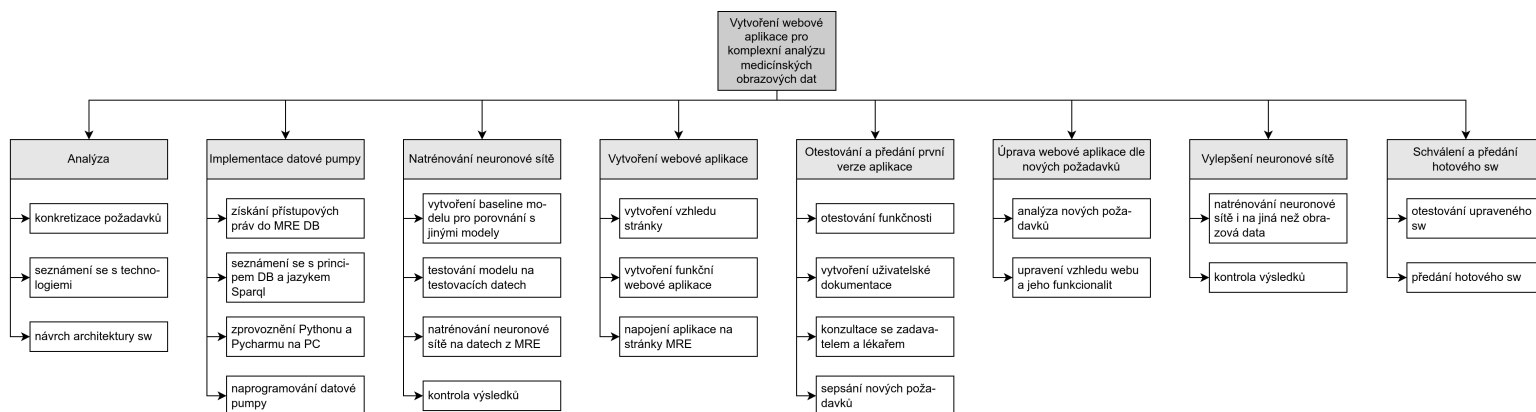 Vytvoření webové
aplikace pro
komplexní analýzu
medicínských
obrazových dat
Analýza
konkretizace požadavků
seznámení se s techno-
logiemi
návrch architektury sw
Implementace datové pumpy
získání přístupových
práv do MRE DB
seznámení se s princi-
pem DB a jazykem
Sparql
zprovoznění Pythonu a
Pycharmu na PC
naprogramování datové
pumpy
Natrénování neuronové sítě
vytvoření baseline mo-
delu pro porovnání s
jinými modely
testování modelu na
testovacích datech
natrénování neuronové
sítě na datech z MRE
kontrola výsledků
Vytvoření webové aplikace
vytvoření vzhledu
stránky
vytvoření funkční
webové aplikace
napojení aplikace na
stránky MRE
Otestování a předání první
verze aplikace
otestování funkčnosti
vytvoření uživatelské
dokumentace
konzultace se zadava-
telem a lékařem
sepsání nových poža-
davků
Úprava webové aplikace dle
nových požadavků
analýza nových poža-
davků
upravení vzhledu webu
a jeho funkcionalit
Vylepšení neuronové sítě
natrénování neuronové
sítě i na jiná než obra-
zová data
kontrola výsledků
Schválení a předání
hotového sw
otestování upraveného
sw
předání hotového sw